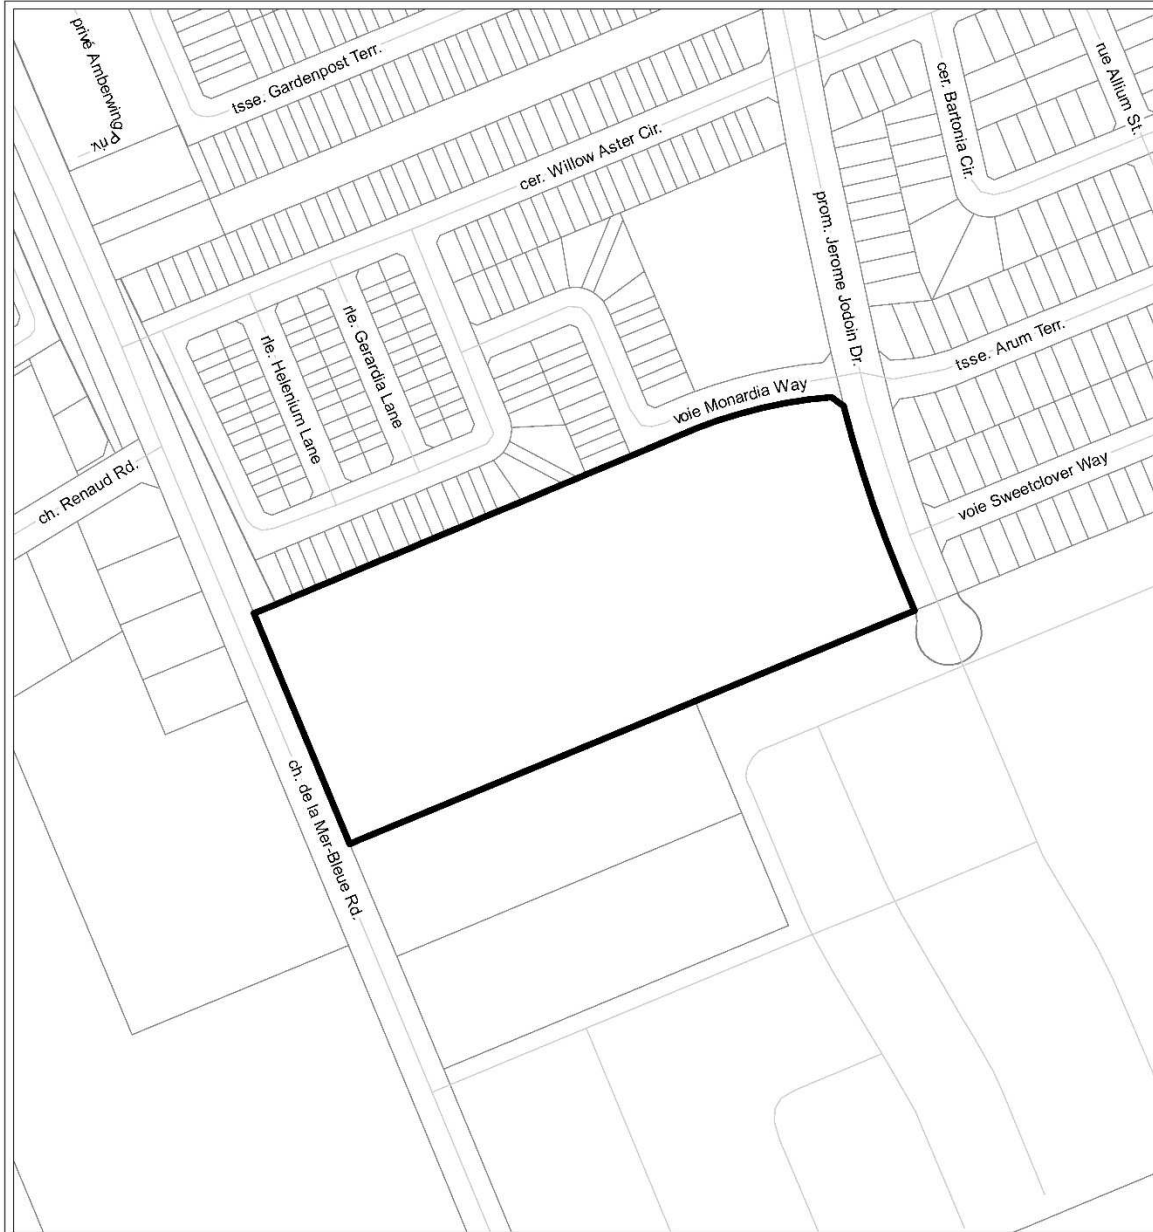 privé Amberwing
Priv.
tsse. Gardenpost Terr.
cer. Willow Aster Cir.
cer. Bartonia Cir.
rue Allium St.
prom. Jerome Jodoin Dr.
rle. Helenium Lane
rle. Gerardia Lane
tsse. Arum Terr.
voie Monardia Way
ch. Renaud Rd.
voie Sweetclover Way
ch. de la Mer-Bleue Rd.